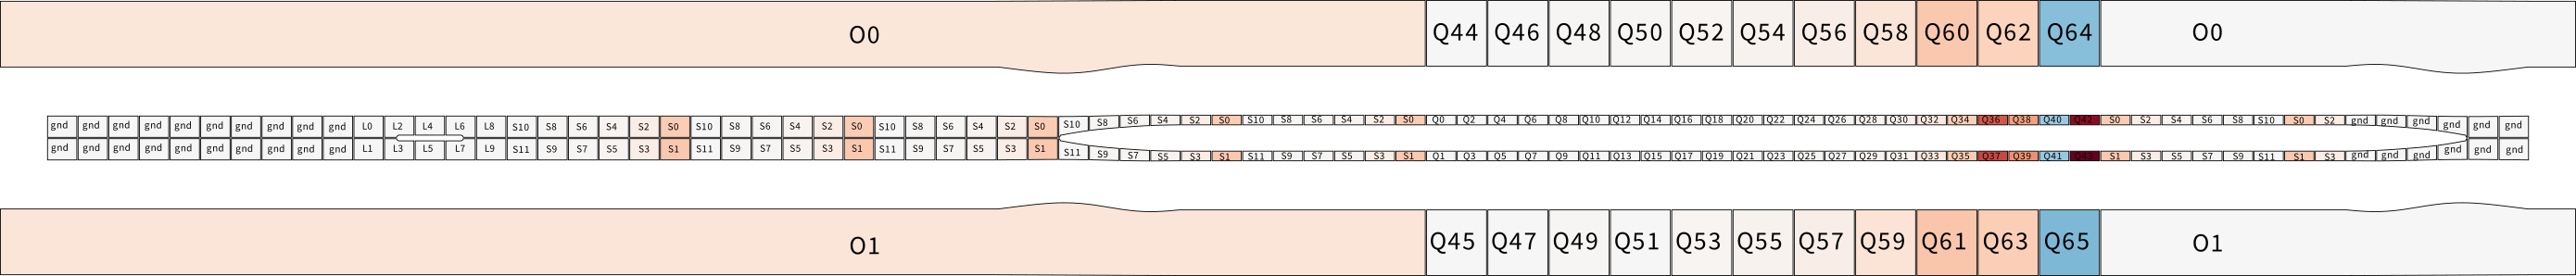 O0 Q44 Q46 Q48 Q50 Q52 Q54 Q56 Q58 Q60 Q62 Q64 O0
gnd gnd gnd gnd gnd gnd gnd gnd gnd gnd L0 L2 L4 L6 L8 S10 S8 S6 S4 S2 S0 S10 S8 S6 S4 S2 S0 S10 S8 S6 S4 S2 S0 S10 S8 S6 S4 S2 S0 S10 S8 S6 S4 S2 S0 Q0 Q2 Q4 Q6 Q8 Q10 Q12 Q14 Q16 Q18 Q20 Q22 Q24 Q26 Q28 Q30 Q32 Q34 Q36 Q38 Q40 Q42 S0 S2 S4 S6 S8 S10 S0 S2 gnd gnd gnd gnd gnd gnd
gnd gnd gnd gnd gnd gnd gnd gnd gnd gnd L1 L3 L5 L7 L9 S11 S9 S7 S5 S3 S1 S11 S9 S7 S5 S3 S1 S11 S9 S7 S5 S3 S1 S11 S9 S7 S5 S3 S1 S11 S9 S7 S5 S3 S1 Q1 Q3 Q5 Q7 Q9 Q11 Q13 Q15 Q17 Q19 Q21 Q23 Q25 Q27 Q29 Q31 Q33 Q35 Q37 Q39 Q41 Q43 S1 S3 S5 S7 S9 S11 S1 S3 gnd gnd gnd gnd gnd gnd
O1 Q45 Q47 Q49 Q51 Q53 Q55 Q57 Q59 Q61 Q63 Q65 O1